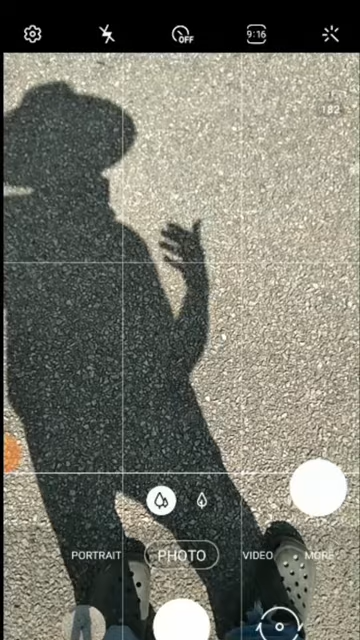 OFF
9:16
182
PORTRAIT
PHOTO
VIDEO
MORE